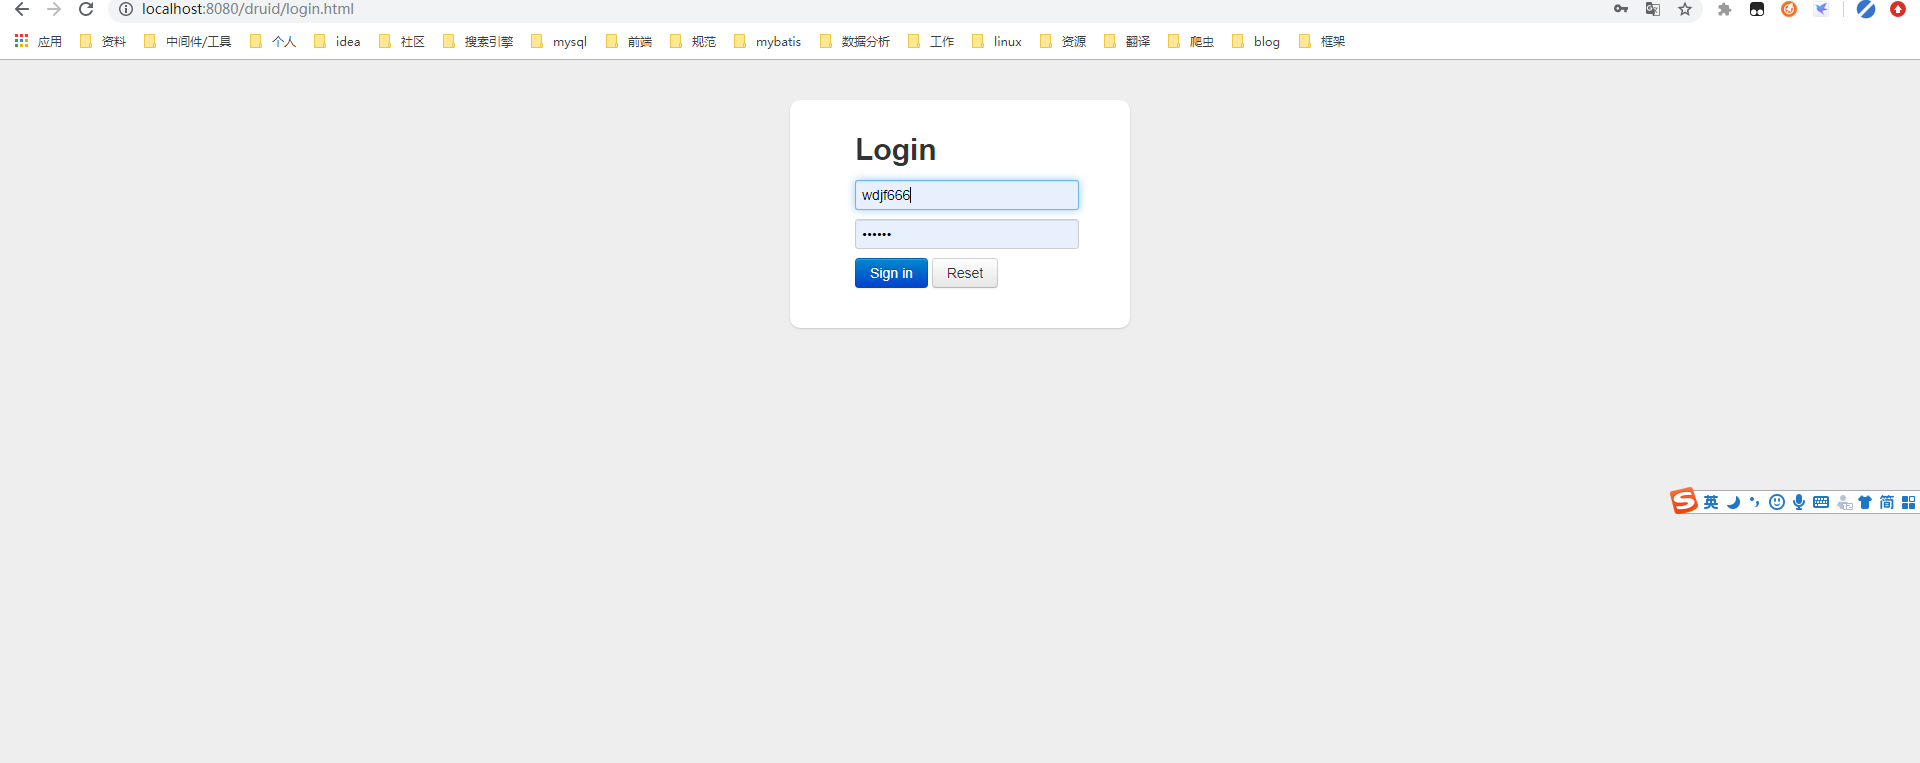 localhost:8080/druid/login.html
应用 资料 中间件/工具 个人 idea 社区 搜索引擎 mysql 前端 规范 mybatis 数据分析 工作 linux 资源 翻译 爬虫 blog 框架
Login
wdjf666
••••••
Sign in Reset
英 简